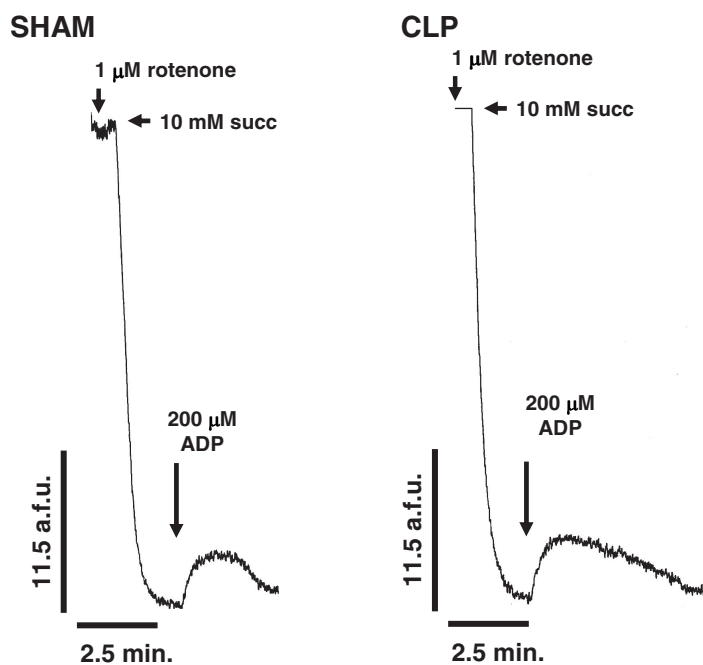 SHAM
1 μM rotenone
10 mM succ
200 μM
ADP
11.5 a.f.u.
2.5 min.
CLP
1 μM rotenone
10 mM succ
200 μM
ADP
11.5 a.f.u.
2.5 min.